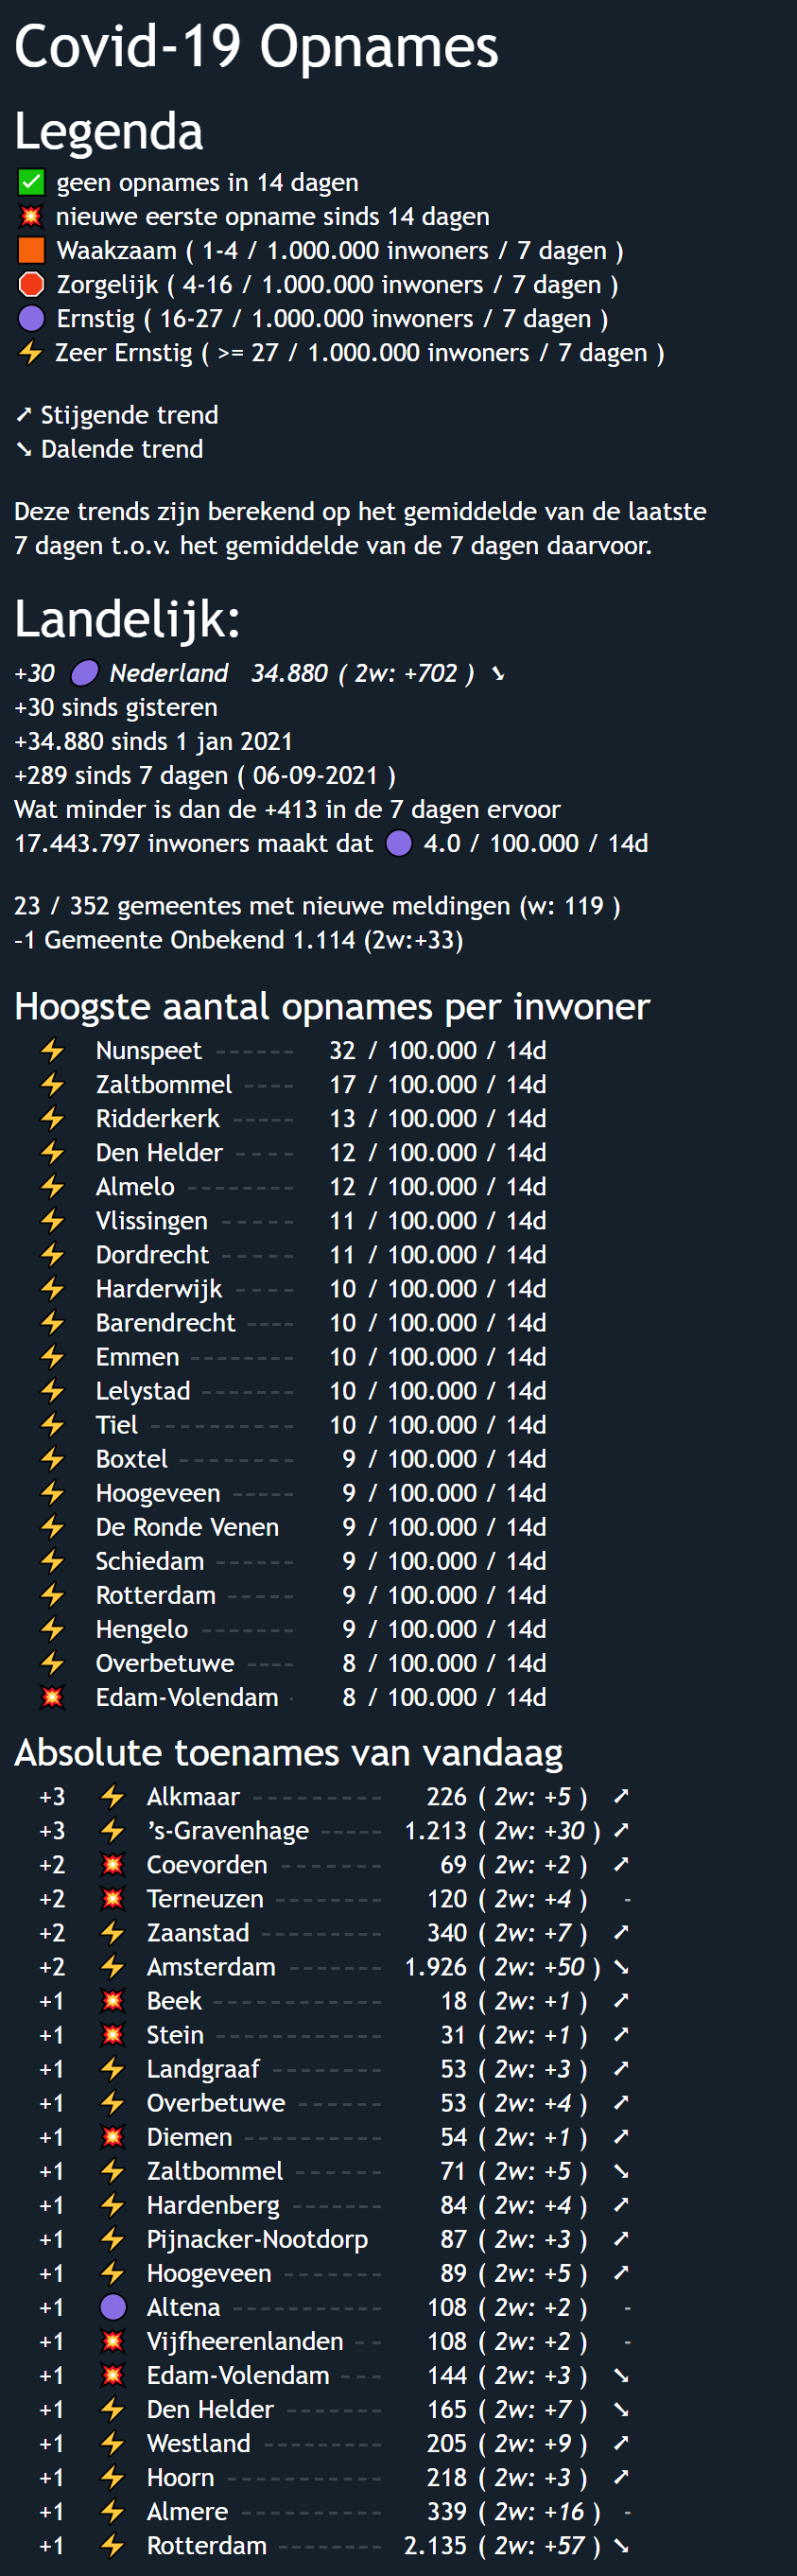 Covid-19 Opnames
Legenda
✅ geen opnames in 14 dagen
💥 nieuwe eerste opname sinds 14 dagen
🟧 Waakzaam ( 1-4 / 1.000.000 inwoners / 7 dagen )
🛑 Zorgelijk ( 4-16 / 1.000.000 inwoners / 7 dagen )
🟣 Ernstig ( 16-27 / 1.000.000 inwoners / 7 dagen )
⚡ Zeer Ernstig ( >= 27 / 1.000.000 inwoners / 7 dagen )
➚ Stijgende trend
➘ Dalende trend
Deze trends zijn berekend op het gemiddelde van de laatste
7 dagen t.o.v. het gemiddelde van de 7 dagen daarvoor.
Landelijk:
+30 🟣 Nederland 34.880 ( 2w: +702 ) ➘
+30 sinds gisteren
+34.880 sinds 1 jan 2021
+289 sinds 7 dagen ( 06-09-2021 )
Wat minder is dan de +413 in de 7 dagen ervoor
17.443.797 inwoners maakt dat 🟣 4.0 / 100.000 / 14d
23 / 352 gemeentes met nieuwe meldingen (w: 119 )
-1 Gemeente Onbekend 1.114 (2w:+33)
Hoogste aantal opnames per inwoner
⚡ Nunspeet ------ 32 / 100.000 / 14d
⚡ Zaltbommel ---- 17 / 100.000 / 14d
⚡ Ridderkerk ----- 13 / 100.000 / 14d
⚡ Den Helder ---- 12 / 100.000 / 14d
⚡ Almelo -------- 12 / 100.000 / 14d
⚡ Vlissingen ----- 11 / 100.000 / 14d
⚡ Dordrecht ----- 11 / 100.000 / 14d
⚡ Harderwijk ---- 10 / 100.000 / 14d
⚡ Barendrecht ---- 10 / 100.000 / 14d
⚡ Emmen -------- 10 / 100.000 / 14d
⚡ Lelystad ------- 10 / 100.000 / 14d
⚡ Tiel ---------- 10 / 100.000 / 14d
⚡ Boxtel -------- 9 / 100.000 / 14d
⚡ Hoogeveen ----- 9 / 100.000 / 14d
⚡ De Ronde Venen 9 / 100.000 / 14d
⚡ Schiedam ------ 9 / 100.000 / 14d
⚡ Rotterdam ----- 9 / 100.000 / 14d
⚡ Hengelo ------- 9 / 100.000 / 14d
⚡ Overbetuwe ---- 8 / 100.000 / 14d
💥 Edam-Volendam - 8 / 100.000 / 14d
Absolute toenames van vandaag
+3 ⚡ Alkmaar ---------- 226 ( 2w: +5 ) ➚
+3 ⚡ ’s-Gravenhage ----- 1.213 ( 2w: +30 ) ➚
+2 💥 Coevorden -------- 69 ( 2w: +2 ) ➚
+2 💥 Terneuzen -------- 120 ( 2w: +4 ) -
+2 ⚡ Zaanstad ---------- 340 ( 2w: +7 ) ➚
+2 ⚡ Amsterdam -------- 1.926 ( 2w: +50 ) ➘
+1 💥 Beek ------------- 18 ( 2w: +1 ) ➚
+1 💥 Stein ------------- 31 ( 2w: +1 ) ➚
+1 ⚡ Landgraaf -------- 53 ( 2w: +3 ) ➚
+1 ⚡ Overbetuwe ------ 53 ( 2w: +4 ) ➚
+1 💥 Diemen ---------- 54 ( 2w: +1 ) ➚
+1 ⚡ Zaltbommel ------ 71 ( 2w: +5 ) ➘
+1 ⚡ Hardenberg ------- 84 ( 2w: +4 ) ➚
+1 ⚡ Pijnacker-Nootdorp 87 ( 2w: +3 ) ➚
+1 ⚡ Hoogeveen ------- 89 ( 2w: +5 ) ➚
+1 🟣 Altena ----------- 108 ( 2w: +2 ) -
+1 💥 Vijfheerenlanden -- 108 ( 2w: +2 ) -
+1 💥 Edam-Volendam --- 144 ( 2w: +3 ) ➘
+1 ⚡ Den Helder ------- 165 ( 2w: +7 ) ➘
+1 ⚡ Westland --------- 205 ( 2w: +9 ) ➚
+1 ⚡ Hoorn ------------ 218 ( 2w: +3 ) ➚
+1 ⚡ Almere ----------- 339 ( 2w: +16 ) -
+1 ⚡ Rotterdam -------- 2.135 ( 2w: +57 ) ➘